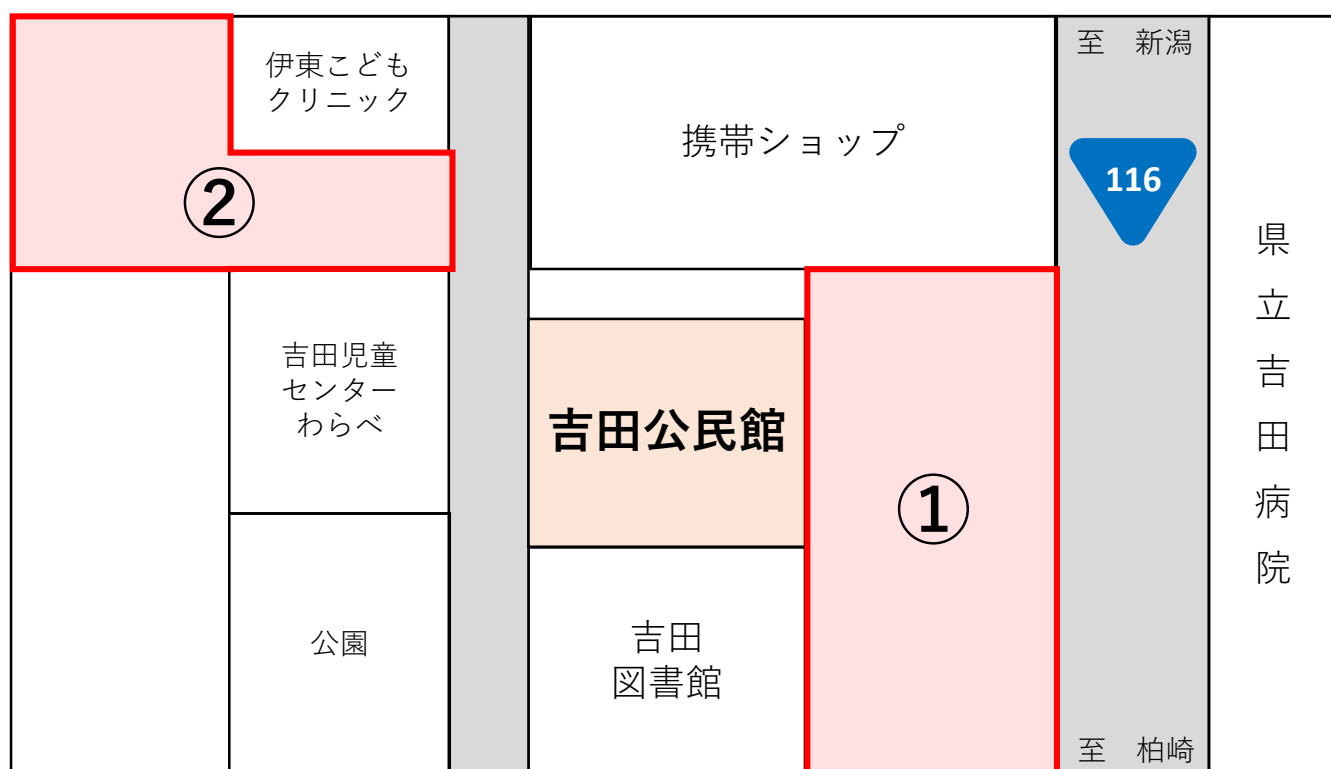 伊東こども
クリニック
②
吉田児童
センター
わらべ
公園
携帯ショップ
吉田公民館
吉田
図書館
①
至　新潟
116
至　柏崎
県立吉田病院